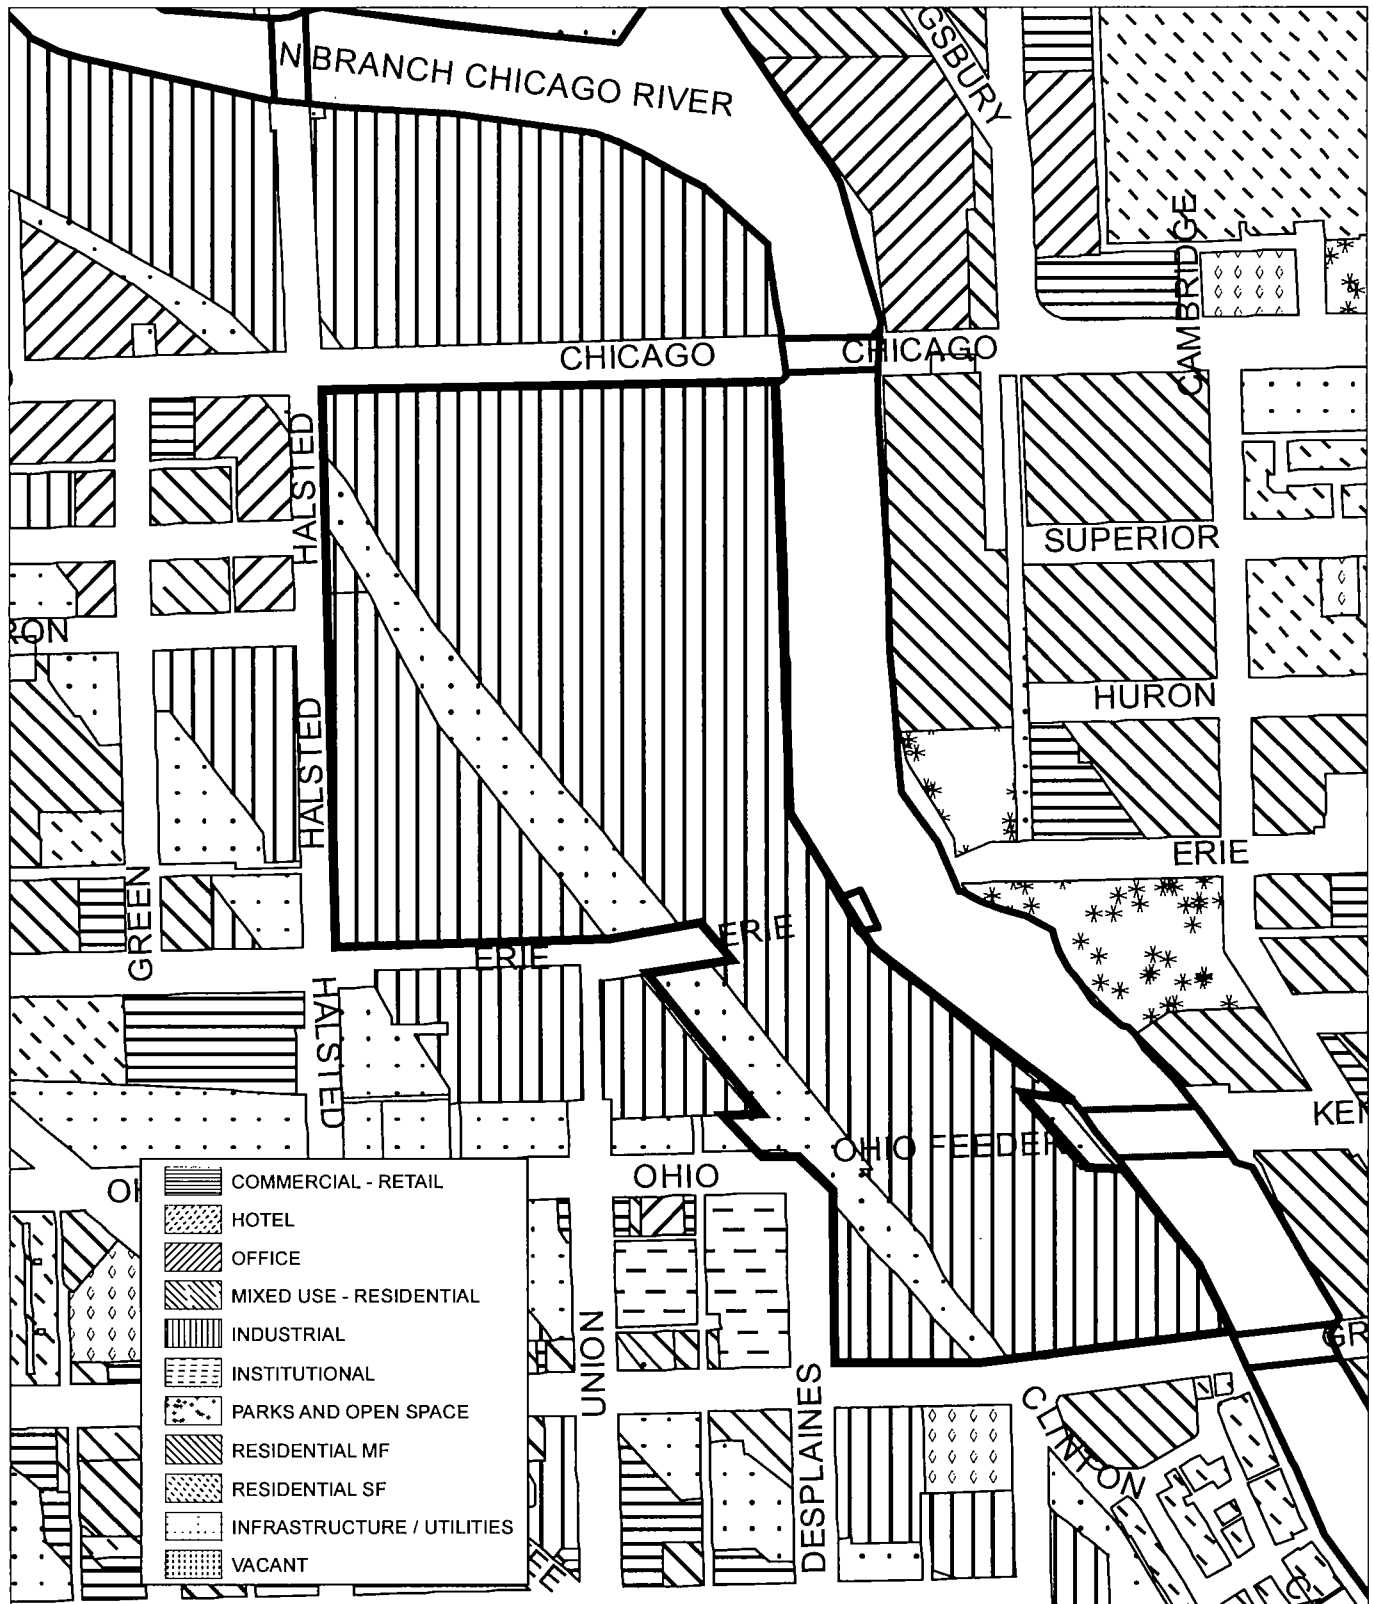 N BRANCH CHICAGO RIVER
GSBURY
CAMBRIDGE
CHICAGO
CHICAGO
HALSTED
SUPERIOR
RON
HURON
HALSTED
ERIE
GREEN
ERIE
ERIE
HALSTED
KEN
OHIO FEEDER
OHIO
OH
COMMERCIAL - RETAIL
HOTEL
OFFICE
MIXED USE - RESIDENTIAL
INDUSTRIAL
INSTITUTIONAL
PARKS AND OPEN SPACE
RESIDENTIAL MF
RESIDENTIAL SF
INFRASTRUCTURE / UTILITIES
VACANT
UNION
DESPLAINES
GR
CLINTON